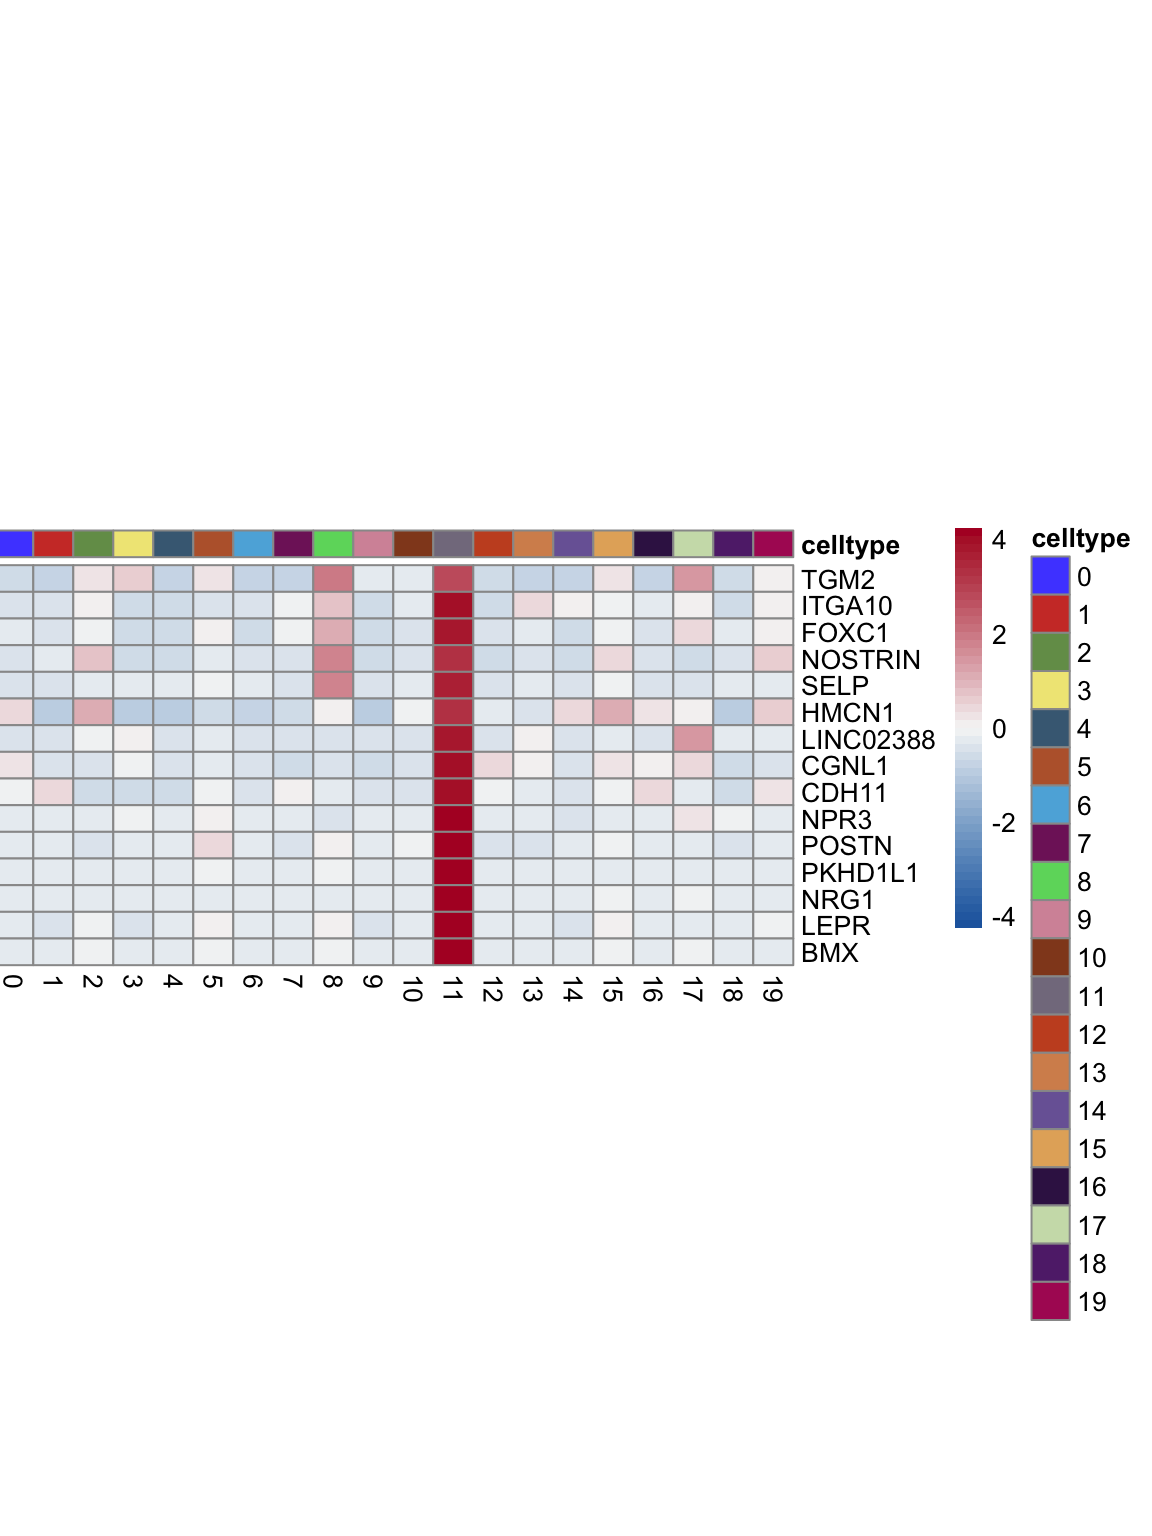 celltype
TGM2
ITGA10
FOXC1
NOSTRIN
SELP
HMCN1
LINC02388
CGNL1
CDH11
NPR3
POSTN
PKHD1L1
NRG1
LEPR
BMX
0 1 2 3 4 5 6 7 8 9 10 11 12 13 14 15 16 17 18 19
4
2
0
-2
-4
celltype
0
1
2
3
4
5
6
7
8
9
10
11
12
13
14
15
16
17
18
19